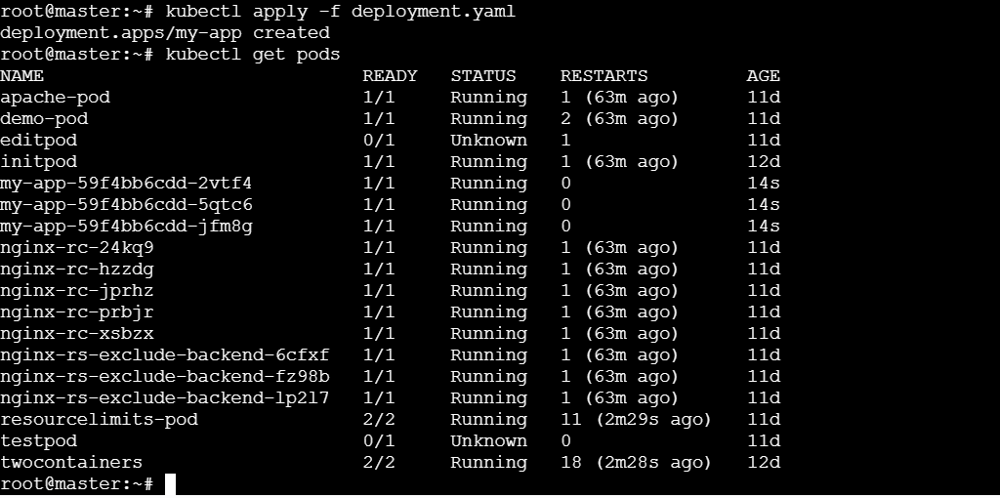 root@master:~# kubectl apply -f deployment.yaml
deployment.apps/my-app created
root@master:~# kubectl get pods
NAME READY STATUS RESTARTS AGE
apache-pod 1/1 Running 1 (63m ago) 11d
demo-pod 1/1 Running 2 (63m ago) 11d
editpod 0/1 Unknown 1 11d
initpod 1/1 Running 1 (63m ago) 12d
my-app-59f4bb6cdd-2vtf4 1/1 Running 0 14s
my-app-59f4bb6cdd-5qtc6 1/1 Running 0 14s
my-app-59f4bb6cdd-jfm8g 1/1 Running 0 14s
nginx-rc-24kq9 1/1 Running 1 (63m ago) 11d
nginx-rc-hzzdg 1/1 Running 1 (63m ago) 11d
nginx-rc-jprhz 1/1 Running 1 (63m ago) 11d
nginx-rc-prbjr 1/1 Running 1 (63m ago) 11d
nginx-rc-xsbzx 1/1 Running 1 (63m ago) 11d
nginx-rs-exclude-backend-6cfxf 1/1 Running 1 (63m ago) 11d
nginx-rs-exclude-backend-fz98b 1/1 Running 1 (63m ago) 11d
nginx-rs-exclude-backend-lp2l7 1/1 Running 1 (63m ago) 11d
resourcelimits-pod 2/2 Running 11 (2m29s ago) 11d
testpod 0/1 Unknown 0 11d
twocontainers 2/2 Running 18 (2m28s ago) 12d
root@master:~#